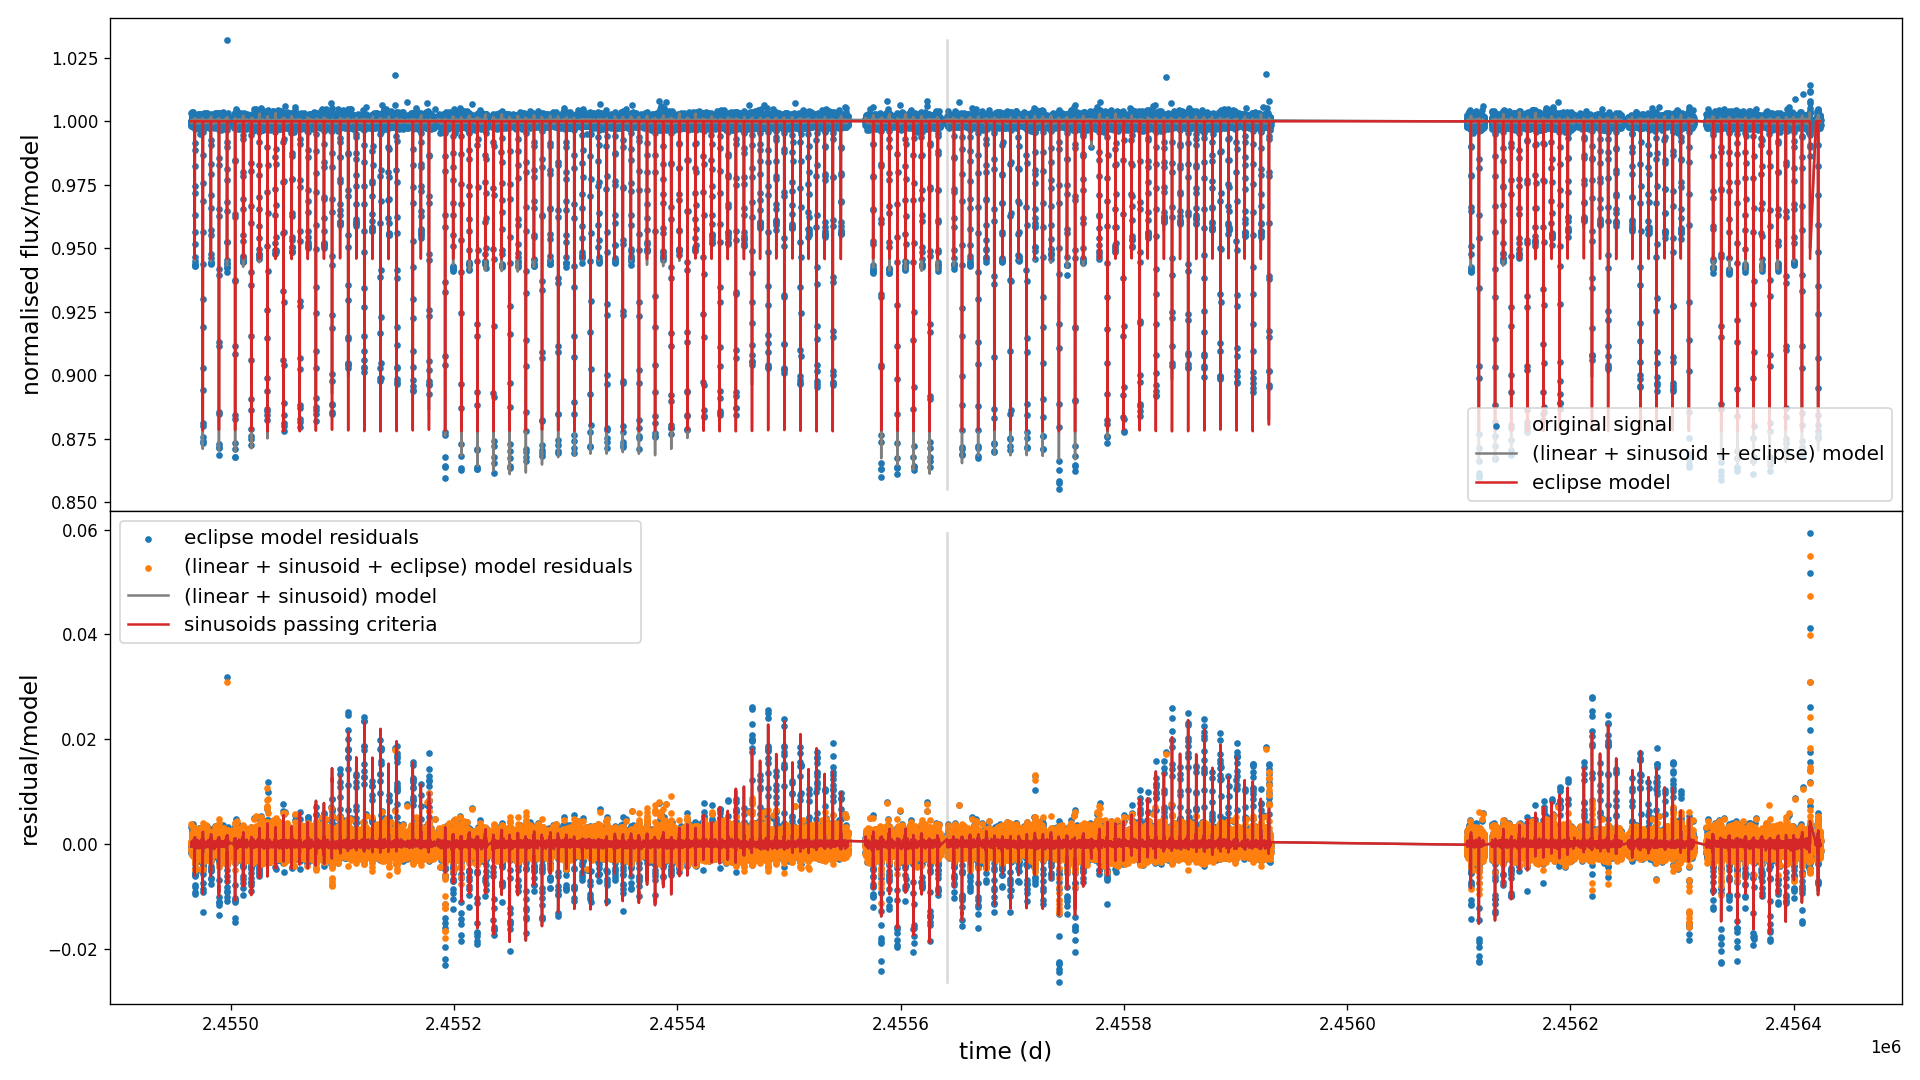 1.025
1.000
0.975
0.950
0.925
0.900
0.875
0.850
normalised flux/model
original signal
(linear + sinusoid + eclipse) model
eclipse model
0.06
0.04
0.02
0.00
−0.02
residual/model
eclipse model residuals
(linear + sinusoid + eclipse) model residuals
(linear + sinusoid) model
sinusoids passing criteria
2.4550
2.4552
2.4554
2.4556
2.4558
2.4560
2.4562
2.4564
1e6
time (d)